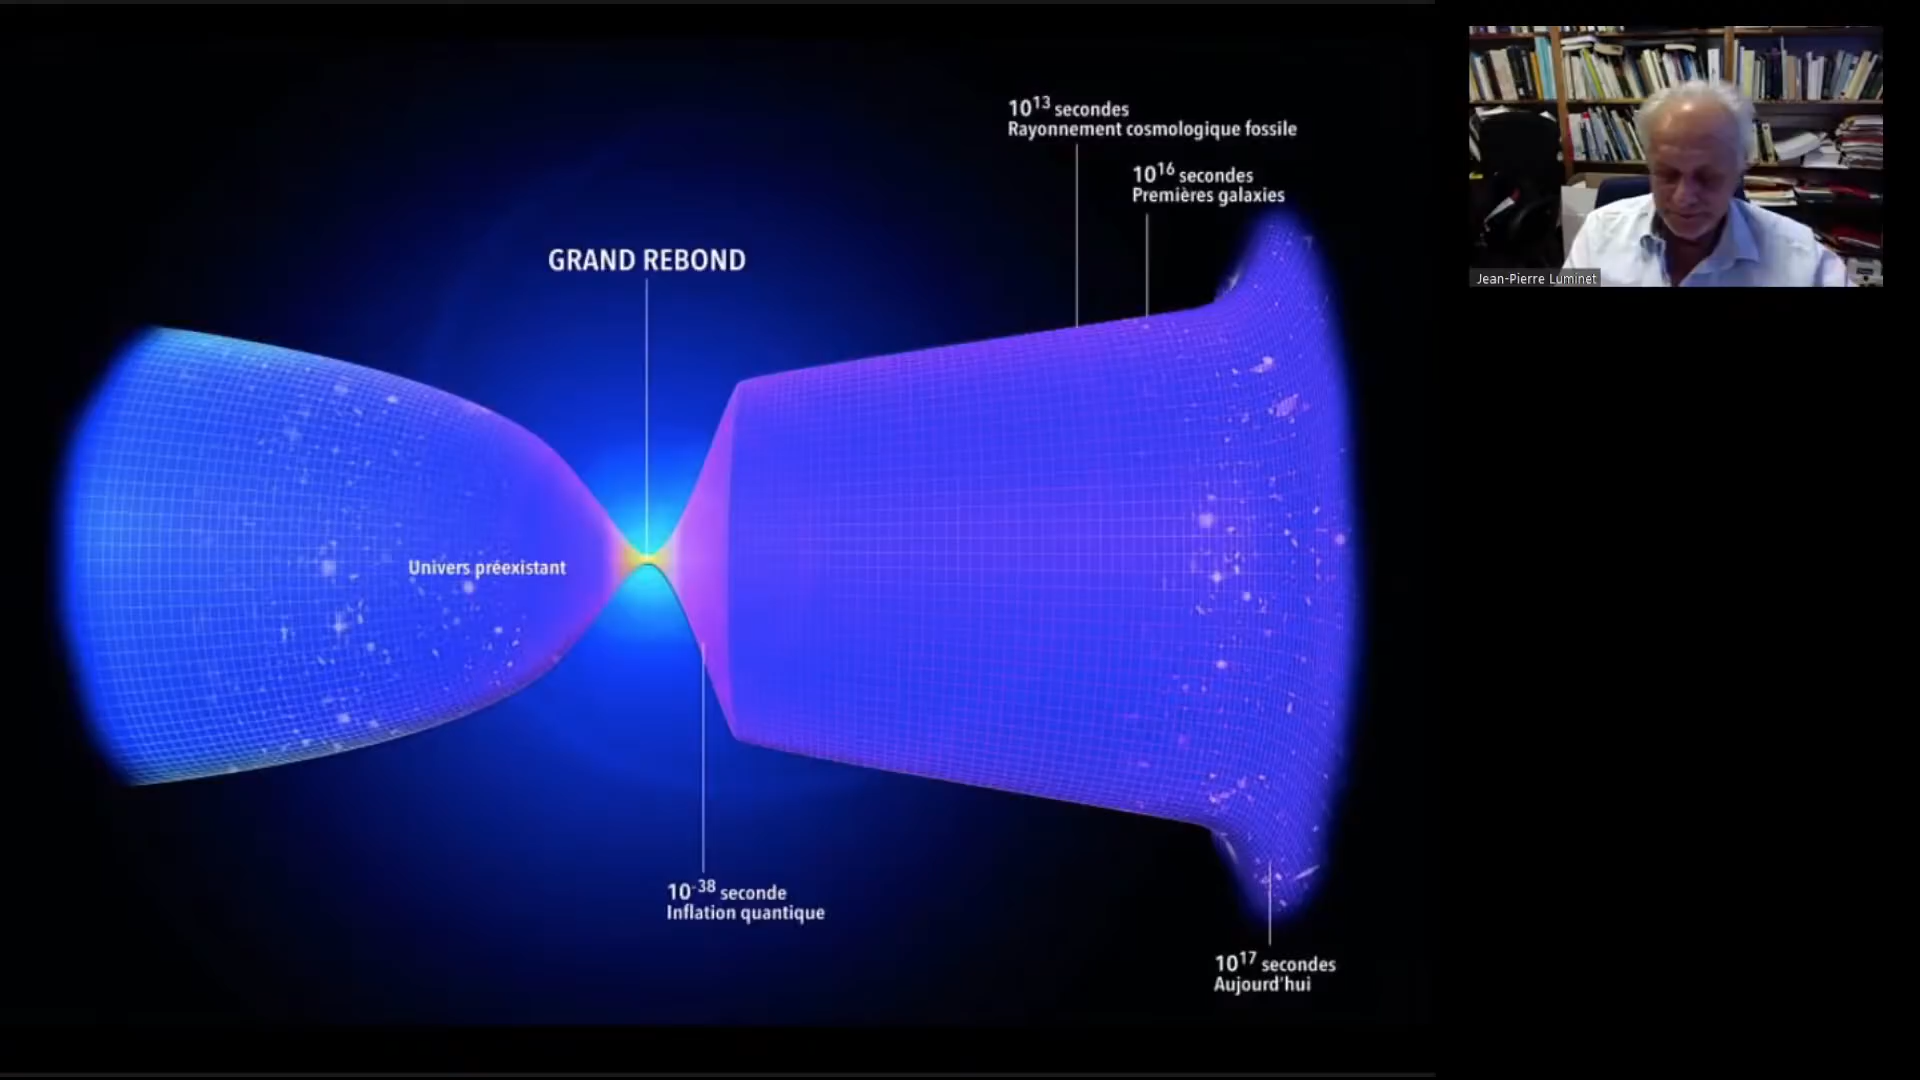 10¹³ secondes
Rayonnement cosmologique fossile
10¹⁶ secondes
Premières galaxies
GRAND REBOND
Univers préexistant
10⁻³⁸ seconde
Inflation quantique
10¹⁷ secondes
Aujourd'hui
Jean-Pierre Luminet